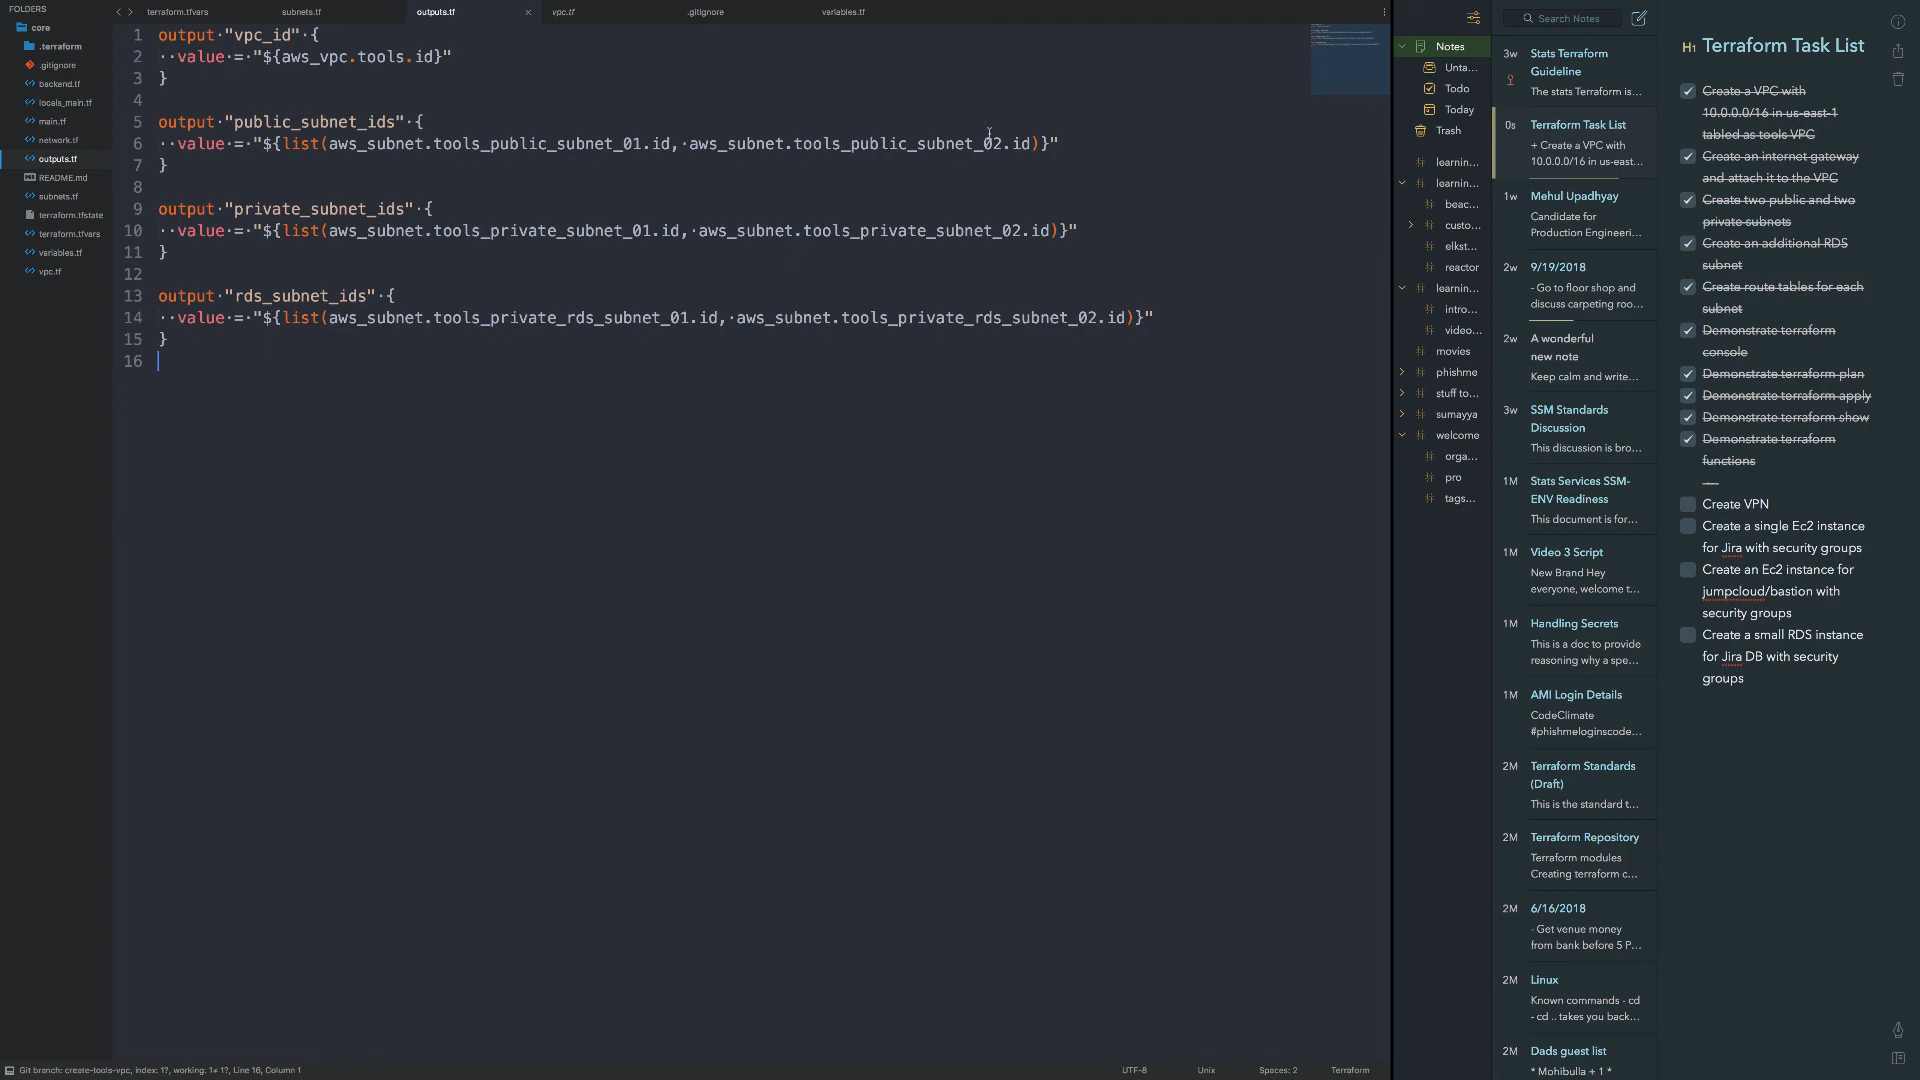 FOLDERS
core
.terraform
.gitignore
backend.tf
locals_main.tf
main.tf
network.tf
outputs.tf
README.md
subnets.tf
terraform.tfstate
terraform.tfvars
variables.tf
vpc.tf
terraform.tfvars
subnets.tf
outputs.tf
vpc.tf
.gitignore
variables.tf
1 output·"vpc_id"·{
2 ··value·=·"${aws_vpc.tools.id}"
3 }
4
5 output·"public_subnet_ids"·{
6 ··value·=·"${list(aws_subnet.tools_public_subnet_01.id,·aws_subnet.tools_public_subnet_02.id)}"
7 }
8
9 output·"private_subnet_ids"·{
10 ··value·=·"${list(aws_subnet.tools_private_subnet_01.id,·aws_subnet.tools_private_subnet_02.id)}"
11 }
12
13 output·"rds_subnet_ids"·{
14 ··value·=·"${list(aws_subnet.tools_private_rds_subnet_01.id,·aws_subnet.tools_private_rds_subnet_02.id)}"
15 }
16
Git branch: create-tools-vpc, index: 1?, working: 1≠ 1?, Line 16, Column 1
UTF-8
Unix
Spaces: 2
Terraform
Notes
Unta...
Todo
Today
Trash
learnin...
learnin...
beac...
custo...
elkst...
reactor
learnin...
intro...
video...
movies
phishme
stuff to...
sumayya
welcome
orga...
pro
tags...
Search Notes
3w Stats Terraform
Guideline
The stats Terraform is...
0s Terraform Task List
+ Create a VPC with
10.0.0.0/16 in us-east...
1w Mehul Upadhyay
Candidate for
Production Engineeri...
2w 9/19/2018
- Go to floor shop and
discuss carpeting roo...
2w A wonderful
new note
Keep calm and write...
3w SSM Standards
Discussion
This discussion is bro...
1M Stats Services SSM-
ENV Readiness
This document is for...
1M Video 3 Script
New Brand Hey
everyone, welcome t...
1M Handling Secrets
This is a doc to provide
reasoning why a spe...
1M AMI Login Details
CodeClimate
#phishmeloginscode...
2M Terraform Standards
(Draft)
This is the standard t...
2M Terraform Repository
Terraform modules
Creating terraform c...
2M 6/16/2018
- Get venue money
from bank before 5 P...
2M Linux
Known commands - cd
- cd .. takes you back...
2M Dads guest list
* Mohibulla + 1 *
H1 Terraform Task List
Create a VPC with
10.0.0.0/16 in us-east-1
tabled as tools VPC
Create an internet gateway
and attach it to the VPC
Create two public and two
private subnets
Create an additional RDS
subnet
Create route tables for each
subnet
Demonstrate terraform
console
Demonstrate terraform plan
Demonstrate terraform apply
Demonstrate terraform show
Demonstrate terraform
functions
Create VPN
Create a single Ec2 instance
for Jira with security groups
Create an Ec2 instance for
jumpcloud/bastion with
security groups
Create a small RDS instance
for Jira DB with security
groups